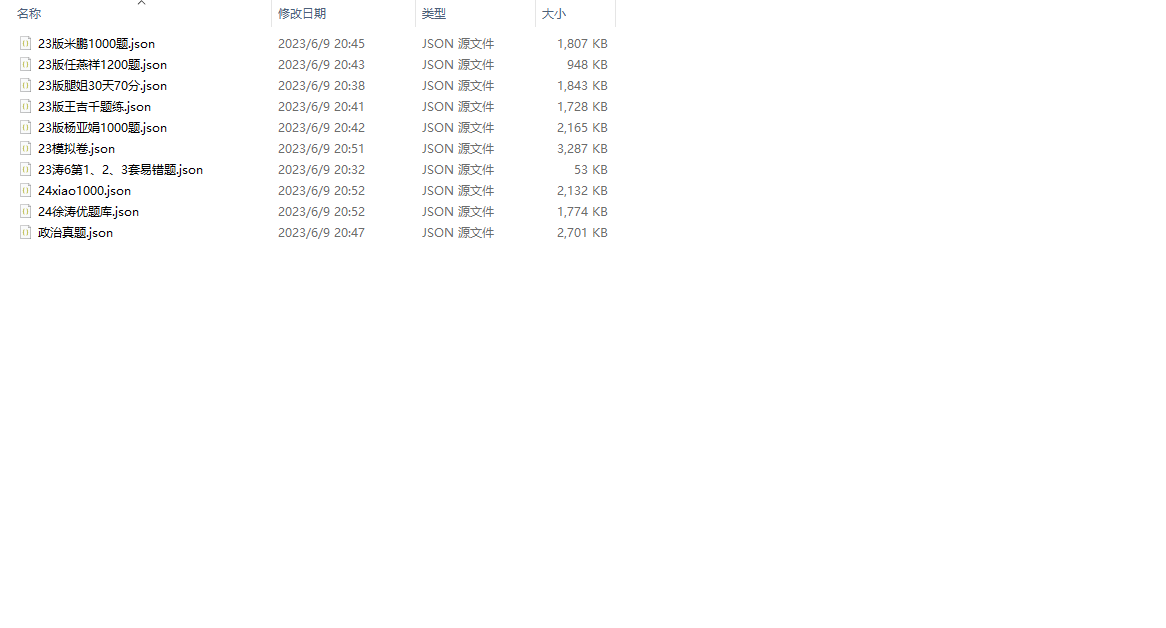 名称 修改日期 类型 大小
23版米鹏1000题.json 2023/6/9 20:45 JSON 源文件 1,807 KB
23版任燕祥1200题.json 2023/6/9 20:43 JSON 源文件 948 KB
23版腿姐30天70分.json 2023/6/9 20:38 JSON 源文件 1,843 KB
23版王吉千题练.json 2023/6/9 20:41 JSON 源文件 1,728 KB
23版杨亚娟1000题.json 2023/6/9 20:42 JSON 源文件 2,165 KB
23模拟卷.json 2023/6/9 20:51 JSON 源文件 3,287 KB
23涛6第1、2、3套易错题.json 2023/6/9 20:32 JSON 源文件 53 KB
24xiao1000.json 2023/6/9 20:52 JSON 源文件 2,132 KB
24徐涛优题库.json 2023/6/9 20:52 JSON 源文件 1,774 KB
政治真题.json 2023/6/9 20:47 JSON 源文件 2,701 KB